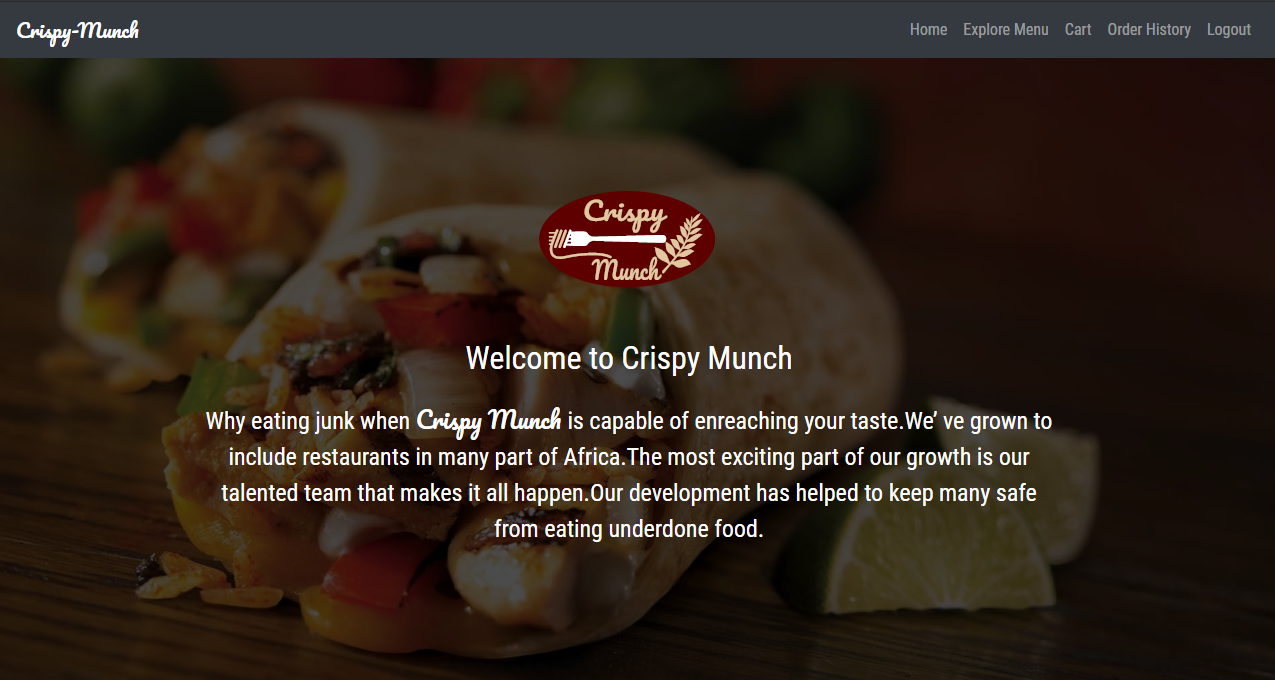 Crispy-Munch
Home Explore Menu Cart Order History Logout
Crispy
Munch
Welcome to Crispy Munch
Why eating junk when Crispy Munch is capable of enreaching your taste.We’ ve grown to
include restaurants in many part of Africa.The most exciting part of our growth is our
talented team that makes it all happen.Our development has helped to keep many safe
from eating underdone food.